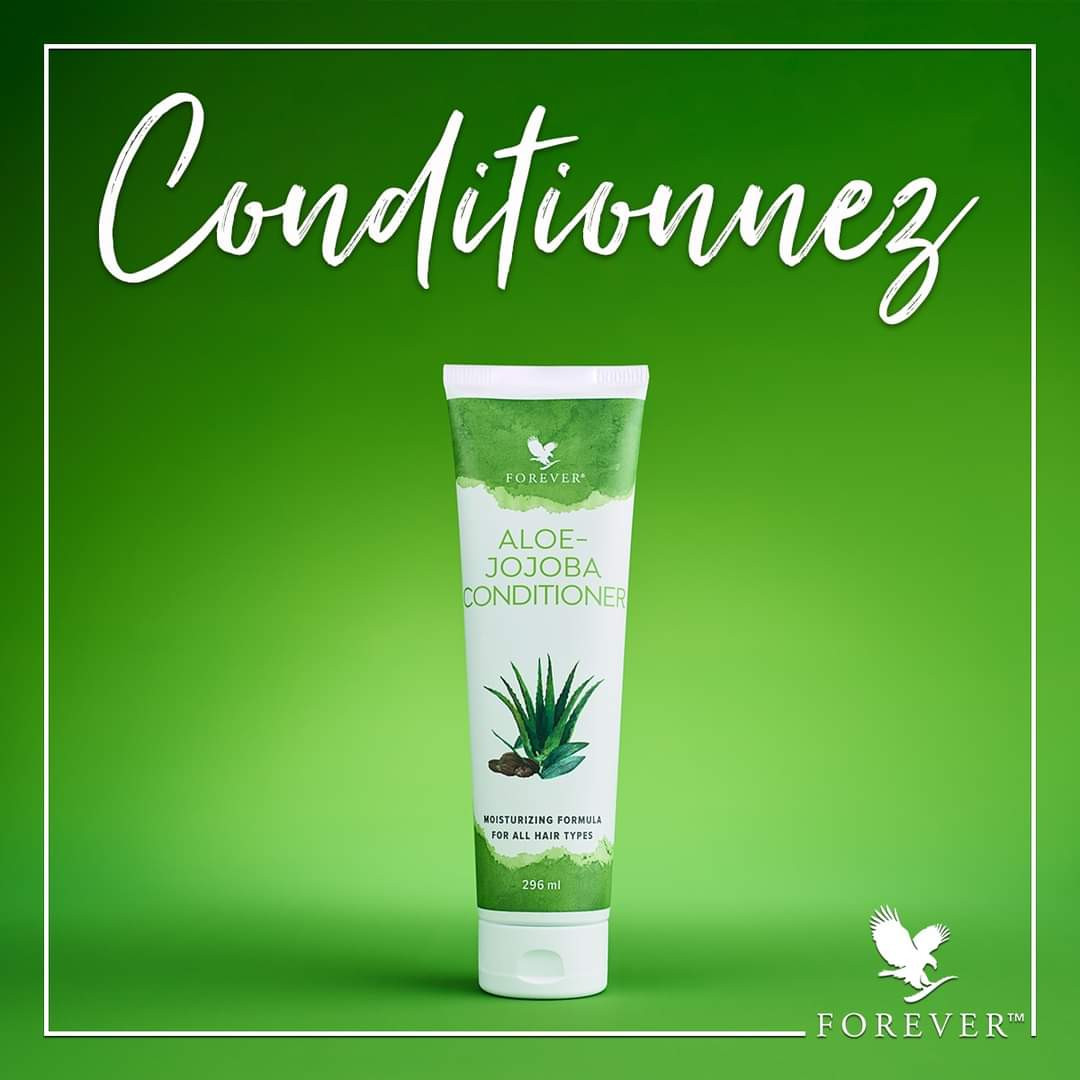 Conditionnez
FOREVER®
ALOE-
JOJOBA
CONDITIONER
MOISTURIZING FORMULA
FOR ALL HAIR TYPES
296 ml
FOREVER™